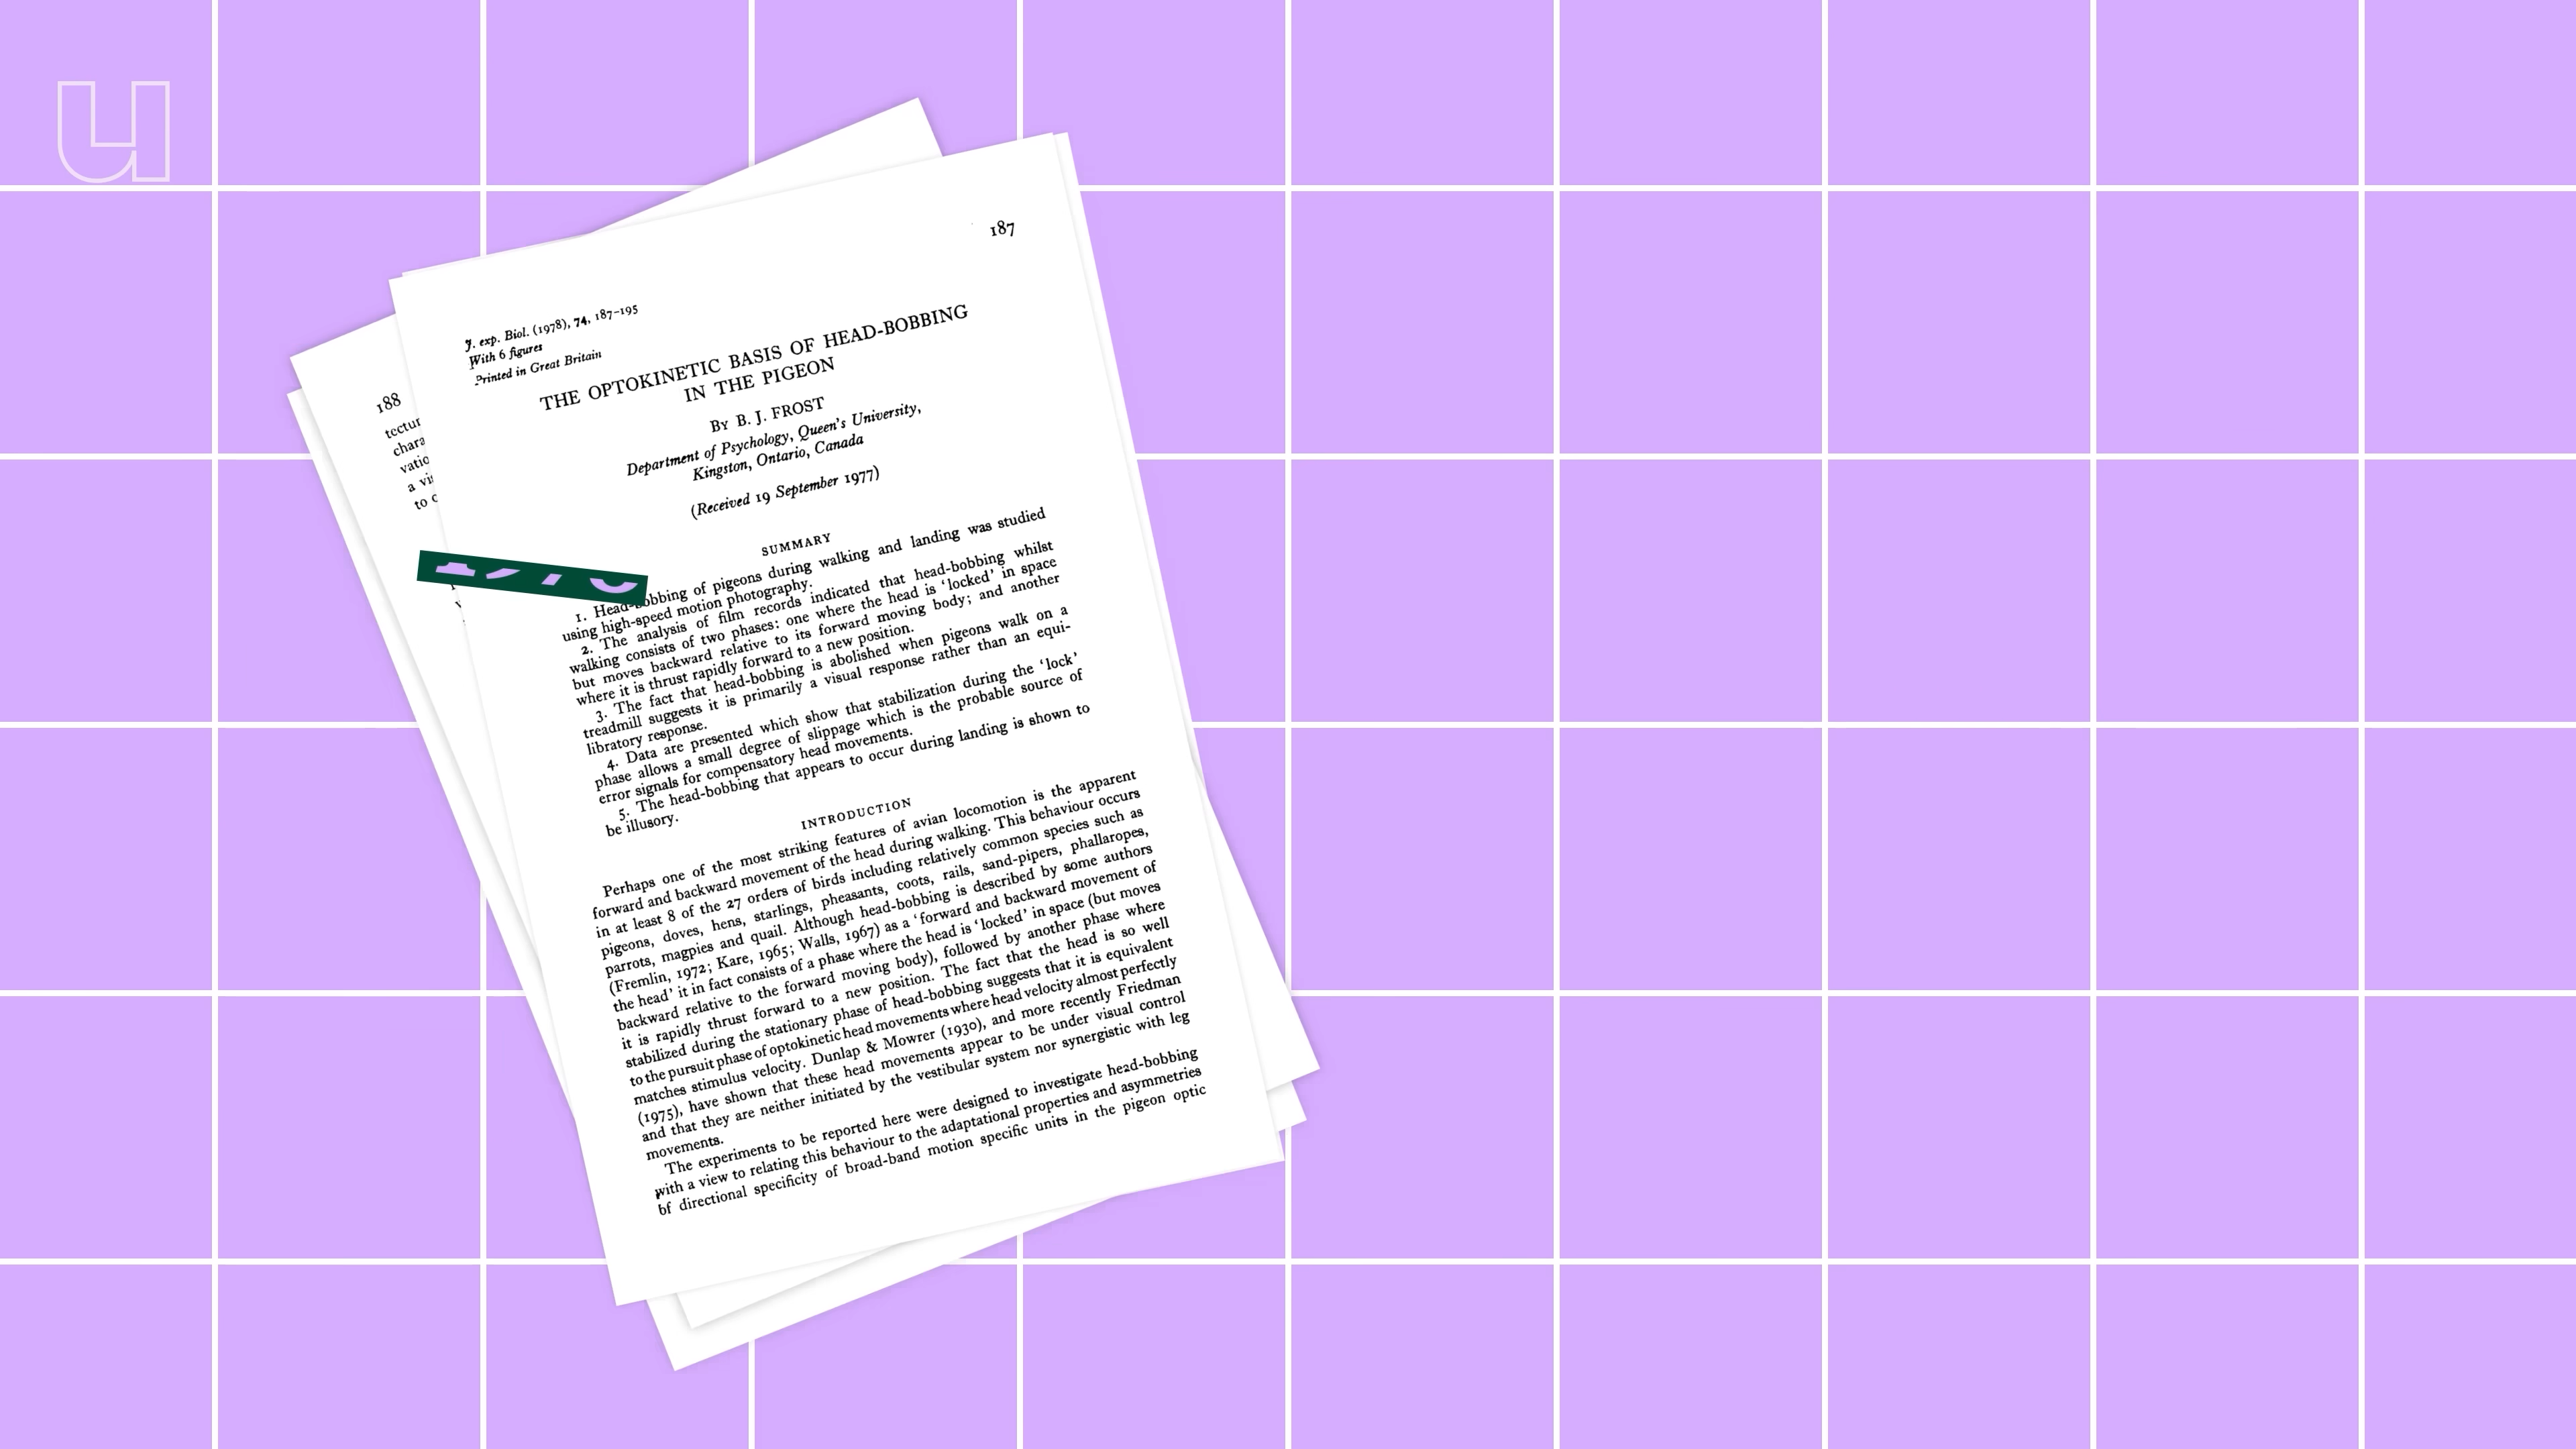 u
187
J. exp. Biol. (1978), 74, 187-195
With 6 figures
Printed in Great Britain
THE OPTOKINETIC BASIS OF HEAD-BOBBING
IN THE PIGEON
BY B. J. FROST
Department of Psychology, Queen's University,
Kingston, Ontario, Canada
(Received 19 September 1977)
SUMMARY
1. Head-bobbing of pigeons during walking and landing was studied
using high-speed motion photography.
2. The analysis of film records indicated that head-bobbing whilst
walking consists of two phases: one where the head is 'locked' in space
but moves backward relative to its forward moving body; and another
where it is thrust rapidly forward to a new position.
3. The fact that head-bobbing is abolished when pigeons walk on a
treadmill suggests it is primarily a visual response rather than an equi-
libratory response.
4. Data are presented which show that stabilization during the 'lock'
phase allows a small degree of slippage which is the probable source of
error signals for compensatory head movements.
5. The head-bobbing that appears to occur during landing is shown to
be illusory.
INTRODUCTION
Perhaps one of the most striking features of avian locomotion is the apparent
forward and backward movement of the head during walking. This behaviour occurs
in at least 8 of the 27 orders of birds including relatively common species such as
pigeons, doves, hens, starlings, pheasants, coots, rails, sand-pipers, phallaropes,
parrots, magpies and quail. Although head-bobbing is described by some authors
(Fremlin, 1972; Kare, 1965; Walls, 1967) as a 'forward and backward movement of
the head' it in fact consists of a phase where the head is 'locked' in space (but moves
backward relative to the forward moving body), followed by another phase where
it is rapidly thrust forward to a new position. The fact that the head is so well
stabilized during the stationary phase of head-bobbing suggests that it is equivalent
to the pursuit phase of optokinetic head movements where head velocity almost perfectly
matches stimulus velocity. Dunlap & Mowrer (1930), and more recently Friedman
(1975), have shown that these head movements appear to be under visual control
and that they are neither initiated by the vestibular system nor synergistic with leg
movements.
The experiments to be reported here were designed to investigate head-bobbing
with a view to relating this behaviour to the adaptational properties and asymmetries
of directional specificity of broad-band motion specific units in the pigeon optic
188
tectur
chara
vatio
a vi
to o